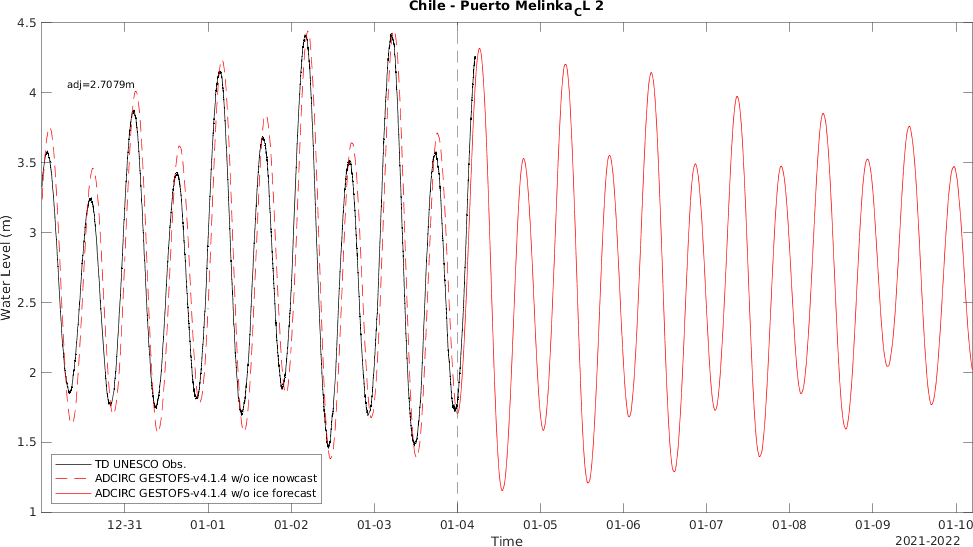 Chile - Puerto MelinkaCL 2
4.5
adj=2.7079m
4
3.5
3
2.5
2
1.5
1
Water Level (m)
TD UNESCO Obs.
ADCIRC GESTOFS-v4.1.4 w/o ice nowcast
ADCIRC GESTOFS-v4.1.4 w/o ice forecast
12-31 01-01 01-02 01-03 01-04 01-05 01-06 01-07 01-08 01-09 01-10
Time
2021-2022